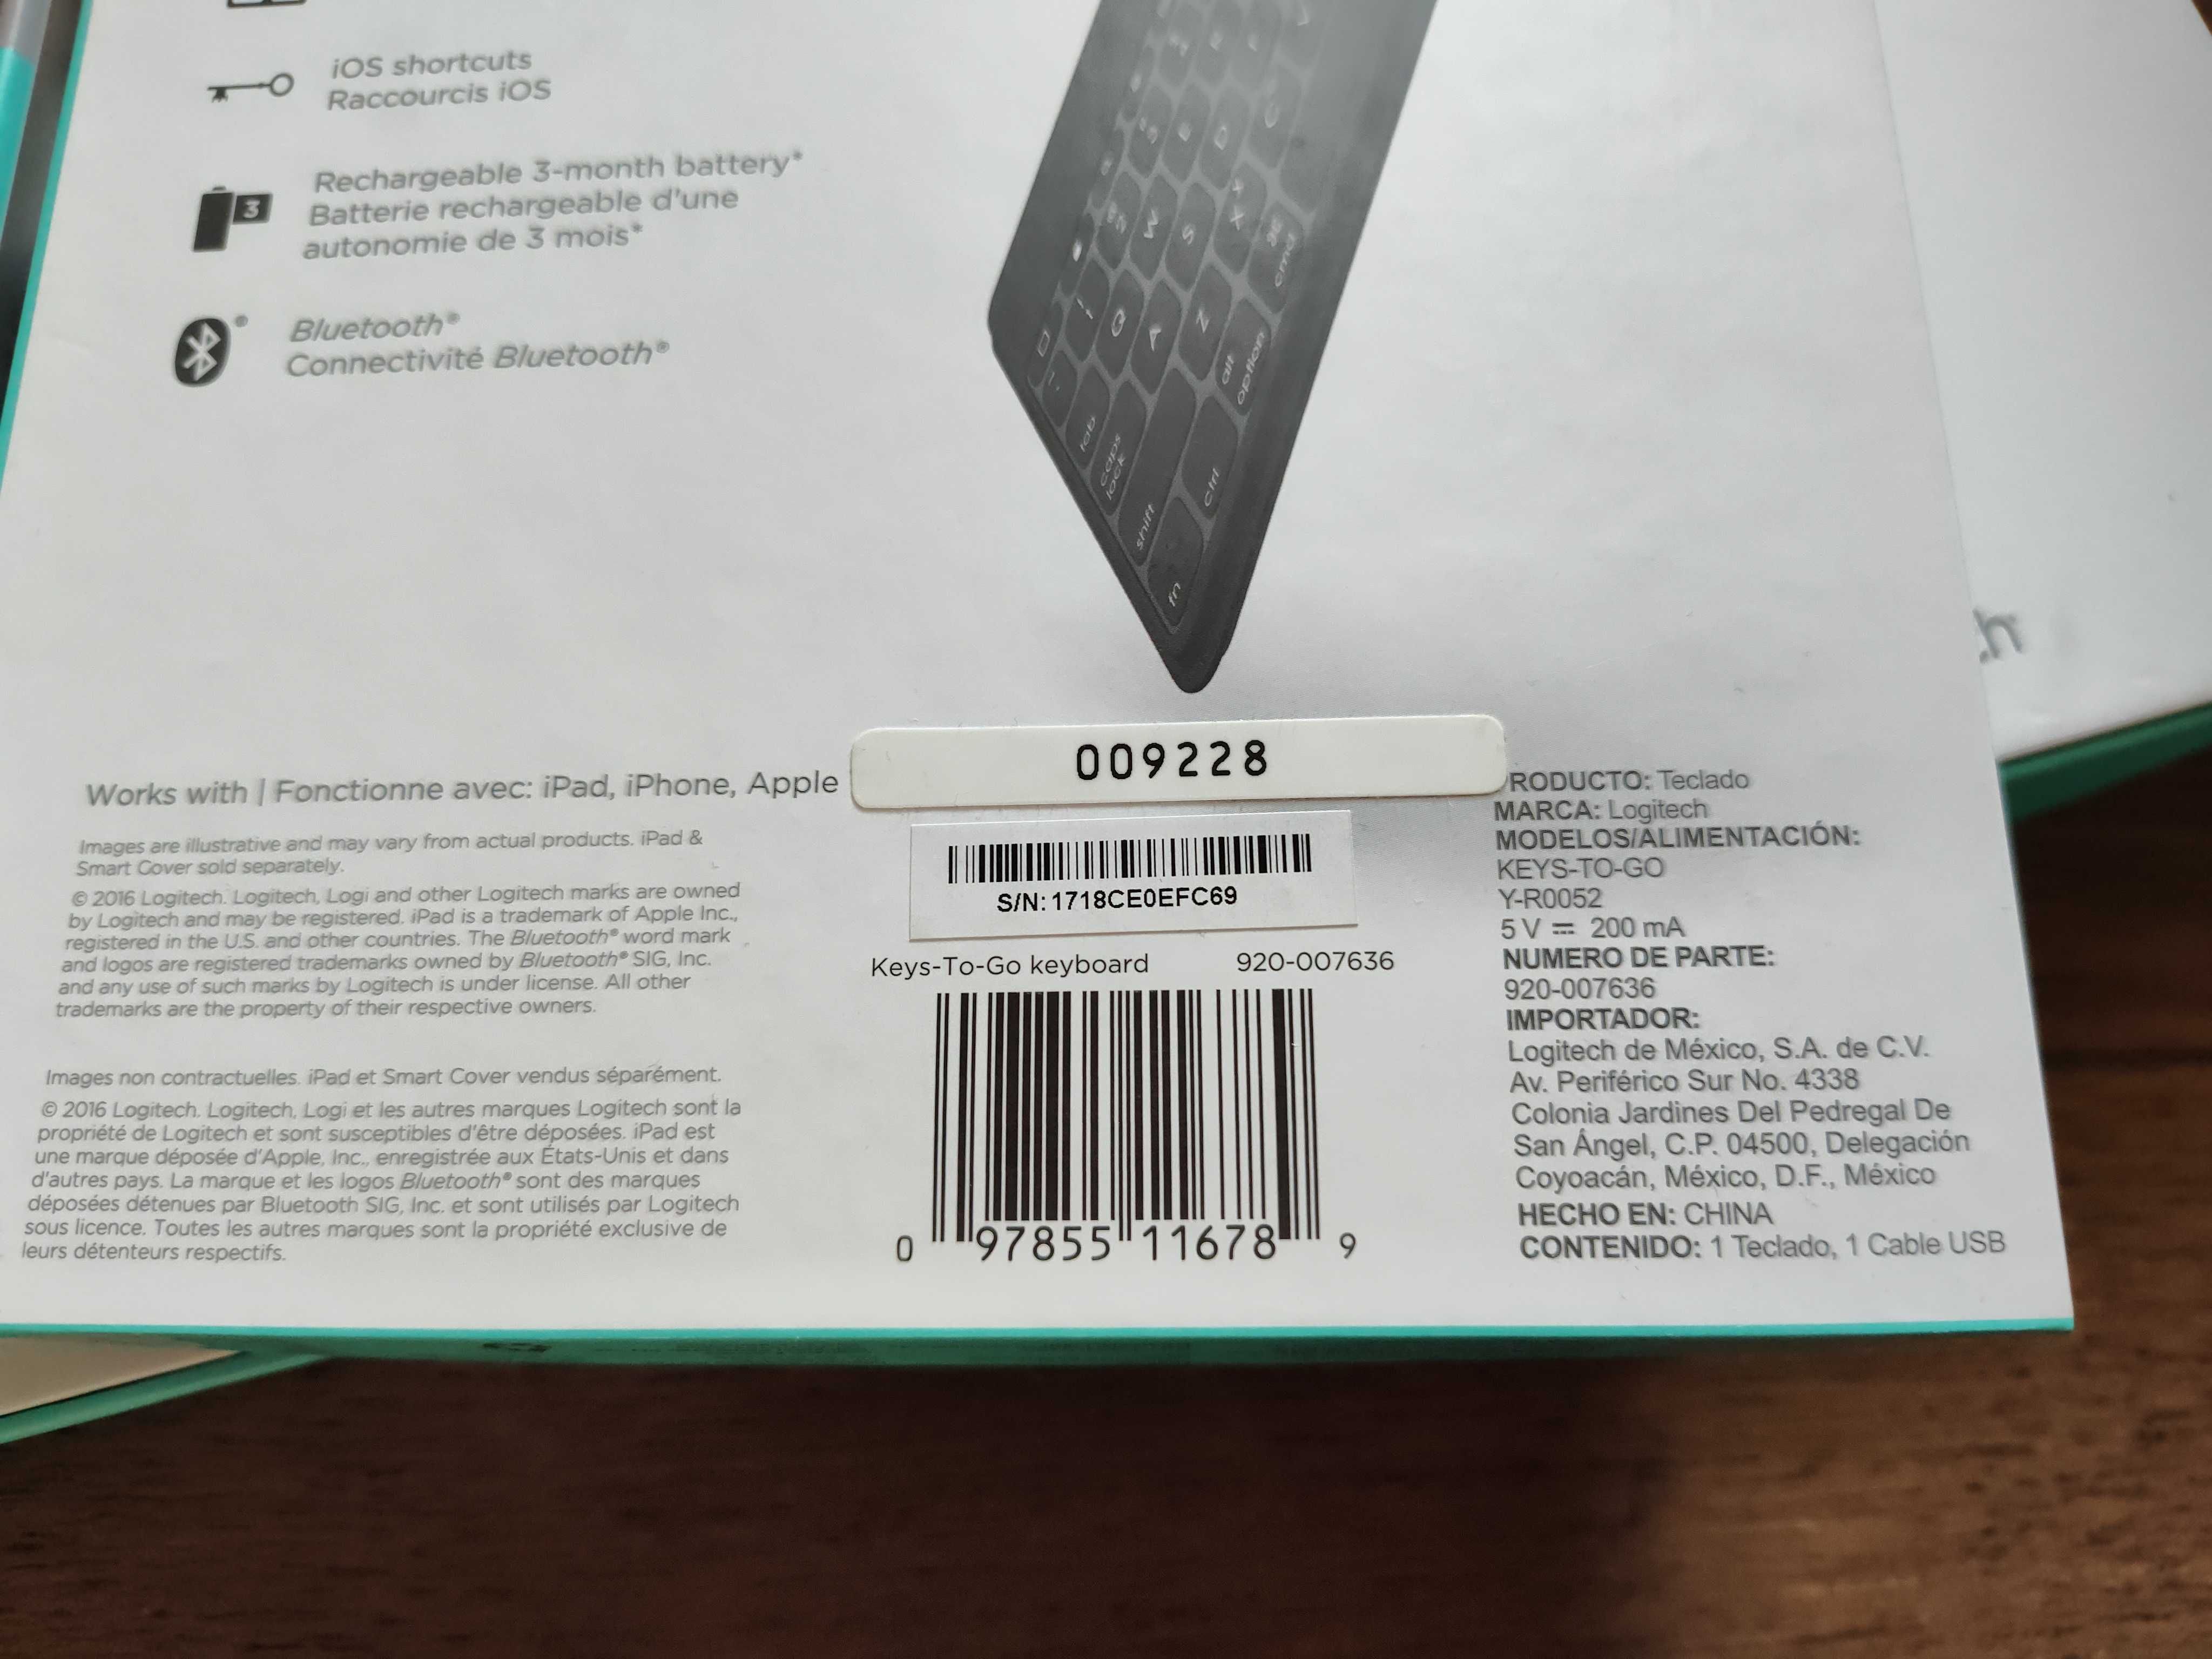 iOS shortcuts
Raccourcis iOS
3
Rechargeable 3-month battery*
Batterie rechargeable d'une
autonomie de 3 mois*
Bluetooth®
Connectivité Bluetooth®
Q
W
A
S
D
Z
X
C
tab
caps
lock
shift
fn
ctrl
alt
option
cmd
Works with | Fonctionne avec: iPad, iPhone, Apple
Images are illustrative and may vary from actual products. iPad &
Smart Cover sold separately.
© 2016 Logitech. Logitech, Logi and other Logitech marks are owned
by Logitech and may be registered. iPad is a trademark of Apple Inc.,
registered in the U.S. and other countries. The Bluetooth® word mark
and logos are registered trademarks owned by Bluetooth® SIG, Inc.
and any use of such marks by Logitech is under license. All other
trademarks are the property of their respective owners.
Images non contractuelles. iPad et Smart Cover vendus séparément.
© 2016 Logitech. Logitech, Logi et les autres marques Logitech sont la
propriété de Logitech et sont susceptibles d'être déposées. iPad est
une marque déposée d'Apple, Inc., enregistrée aux États-Unis et dans
d'autres pays. La marque et les logos Bluetooth® sont des marques
déposées détenues par Bluetooth SIG, Inc. et sont utilisés par Logitech
sous licence. Toutes les autres marques sont la propriété exclusive de
leurs détenteurs respectifs.
009228
S/N: 1718CE0EFC69
Keys-To-Go keyboard 920-007636
0 97855 11678 9
RODUCTO: Teclado
MARCA: Logitech
MODELOS/ALIMENTACIÓN:
KEYS-TO-GO
Y-R0052
5 V ⎓ 200 mA
NUMERO DE PARTE:
920-007636
IMPORTADOR:
Logitech de México, S.A. de C.V.
Av. Periférico Sur No. 4338
Colonia Jardines Del Pedregal De
San Ángel, C.P. 04500, Delegación
Coyoacán, México, D.F., México
HECHO EN: CHINA
CONTENIDO: 1 Teclado, 1 Cable USB